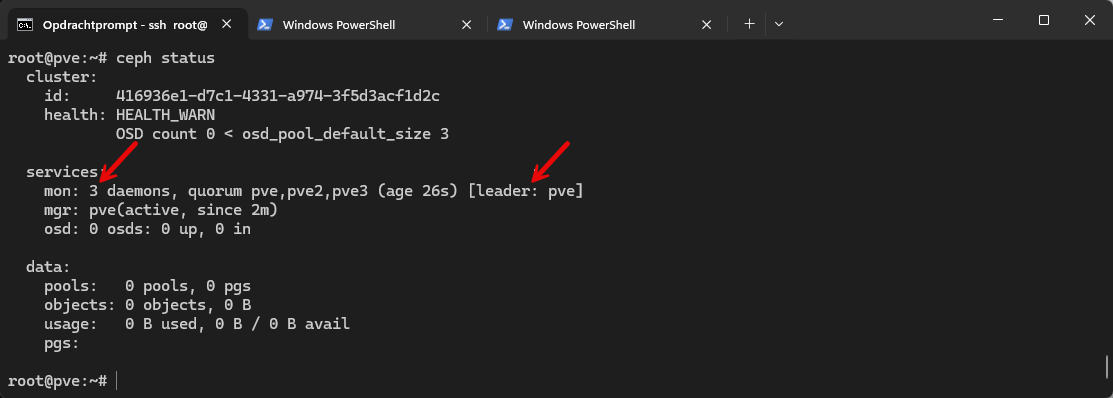 Opdrachtprompt - ssh root@
Windows PowerShell
Windows PowerShell
root@pve:~# ceph status
  cluster:
    id:     416936e1-d7c1-4331-a974-3f5d3acf1d2c
    health: HEALTH_WARN
            OSD count 0 < osd_pool_default_size 3
  services:
    mon: 3 daemons, quorum pve,pve2,pve3 (age 26s) [leader: pve]
    mgr: pve(active, since 2m)
    osd: 0 osds: 0 up, 0 in
  data:
    pools:   0 pools, 0 pgs
    objects: 0 objects, 0 B
    usage:   0 B used, 0 B / 0 B avail
    pgs:
root@pve:~#